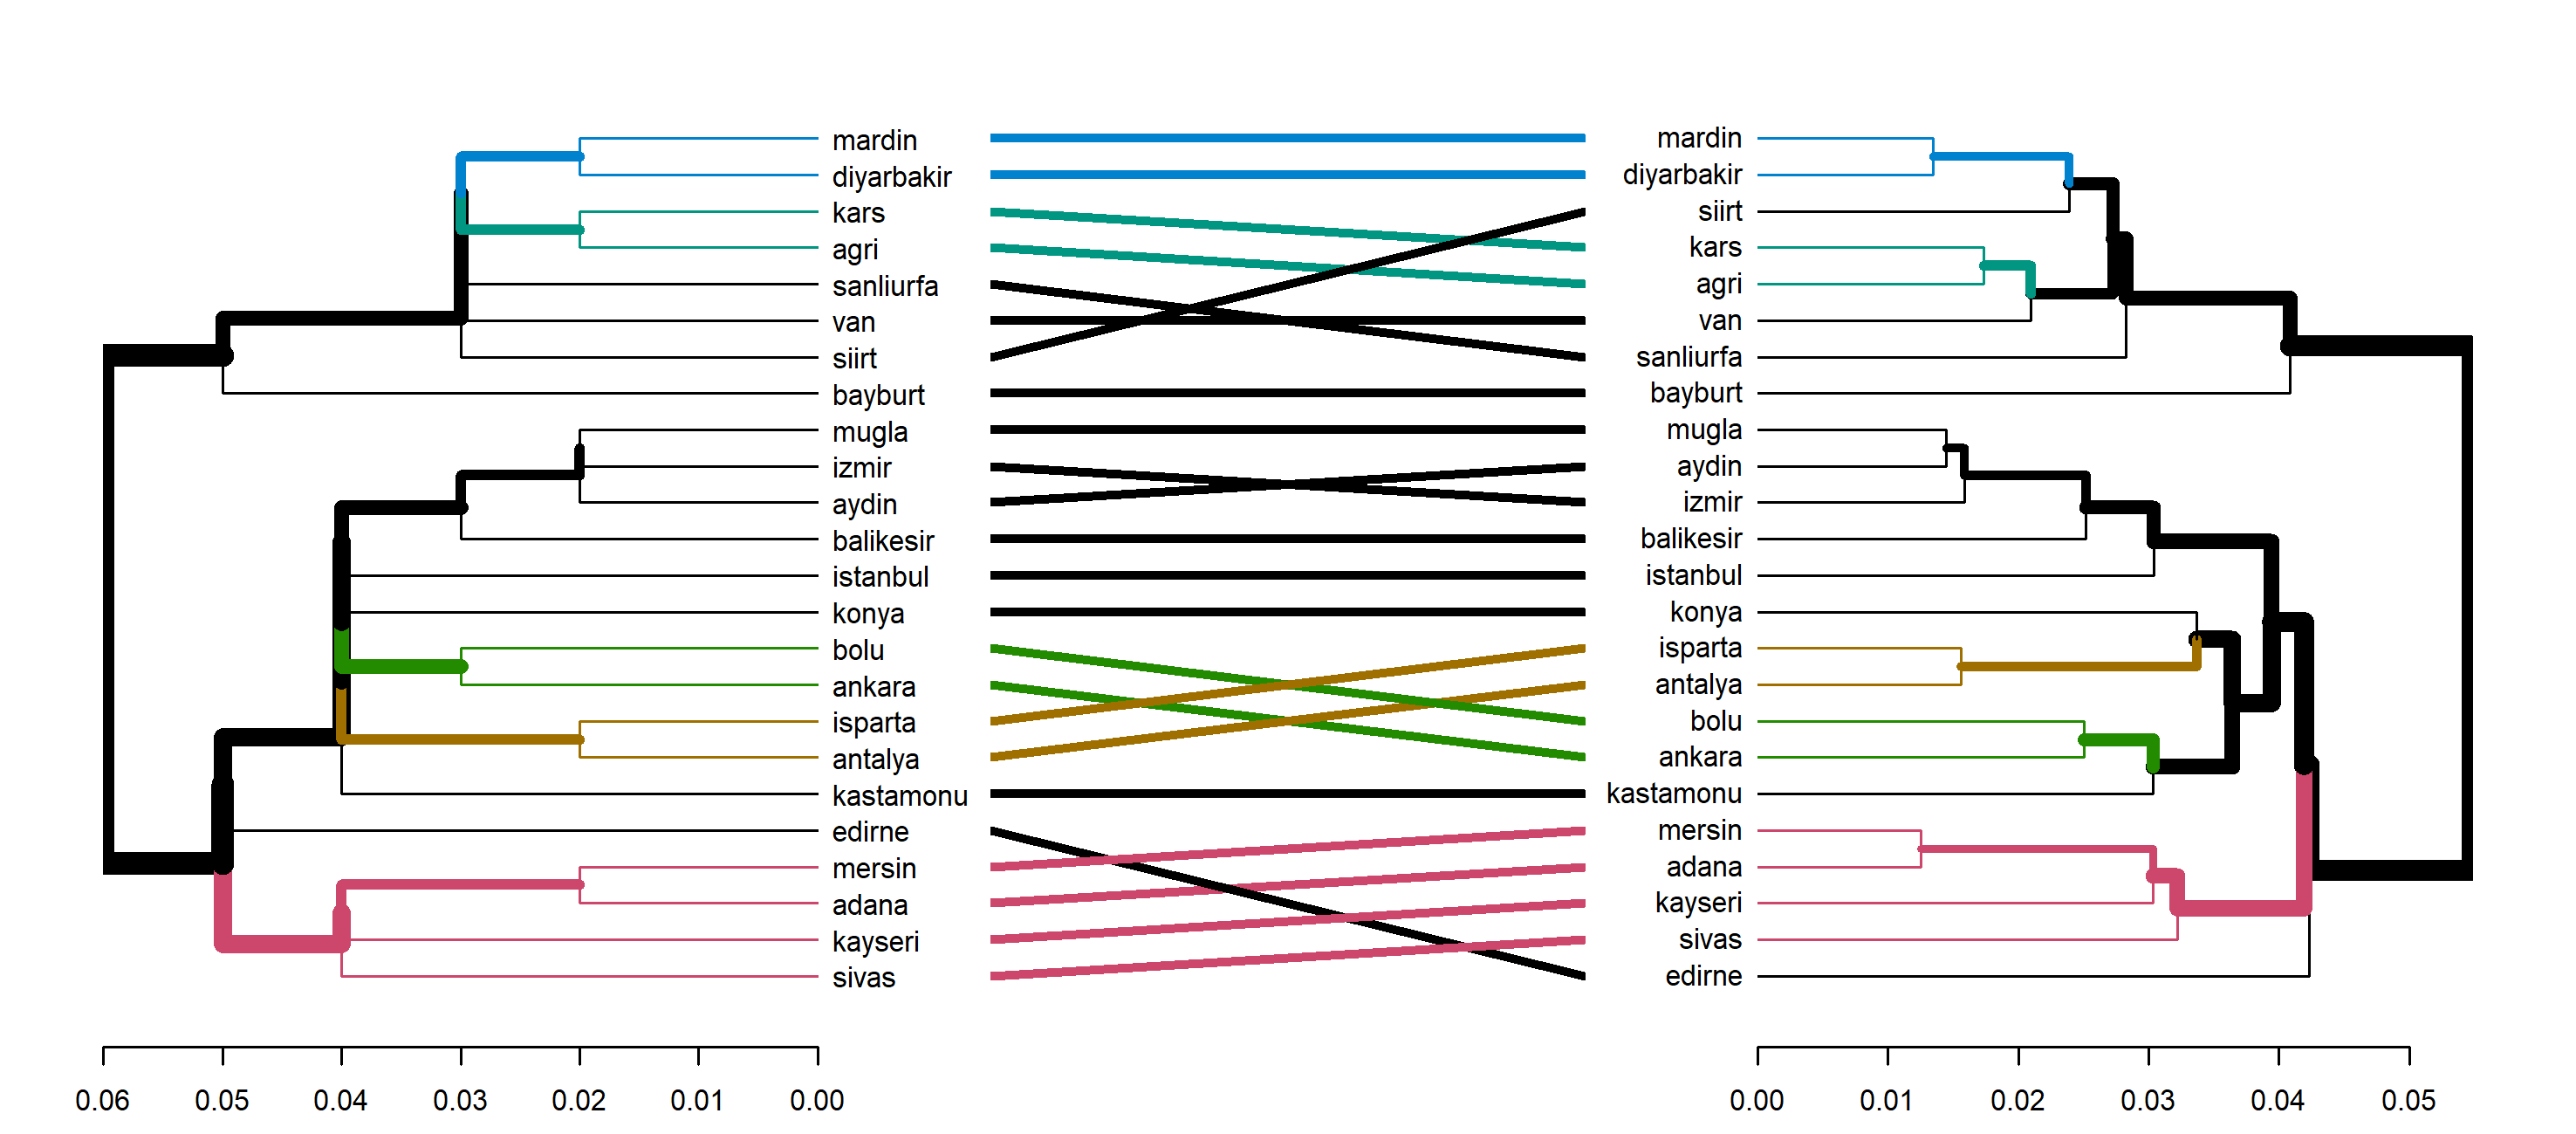 mardin
diyarbakir
kars
agri
sanliurfa
van
siirt
bayburt
mugla
izmir
aydin
balikesir
istanbul
konya
bolu
ankara
isparta
antalya
kastamonu
edirne
mersin
adana
kayseri
sivas
0.06 0.05 0.04 0.03 0.02 0.01 0.00
mardin
diyarbakir
siirt
kars
agri
van
sanliurfa
bayburt
mugla
aydin
izmir
balikesir
istanbul
konya
isparta
antalya
bolu
ankara
kastamonu
mersin
adana
kayseri
sivas
edirne
0.00 0.01 0.02 0.03 0.04 0.05